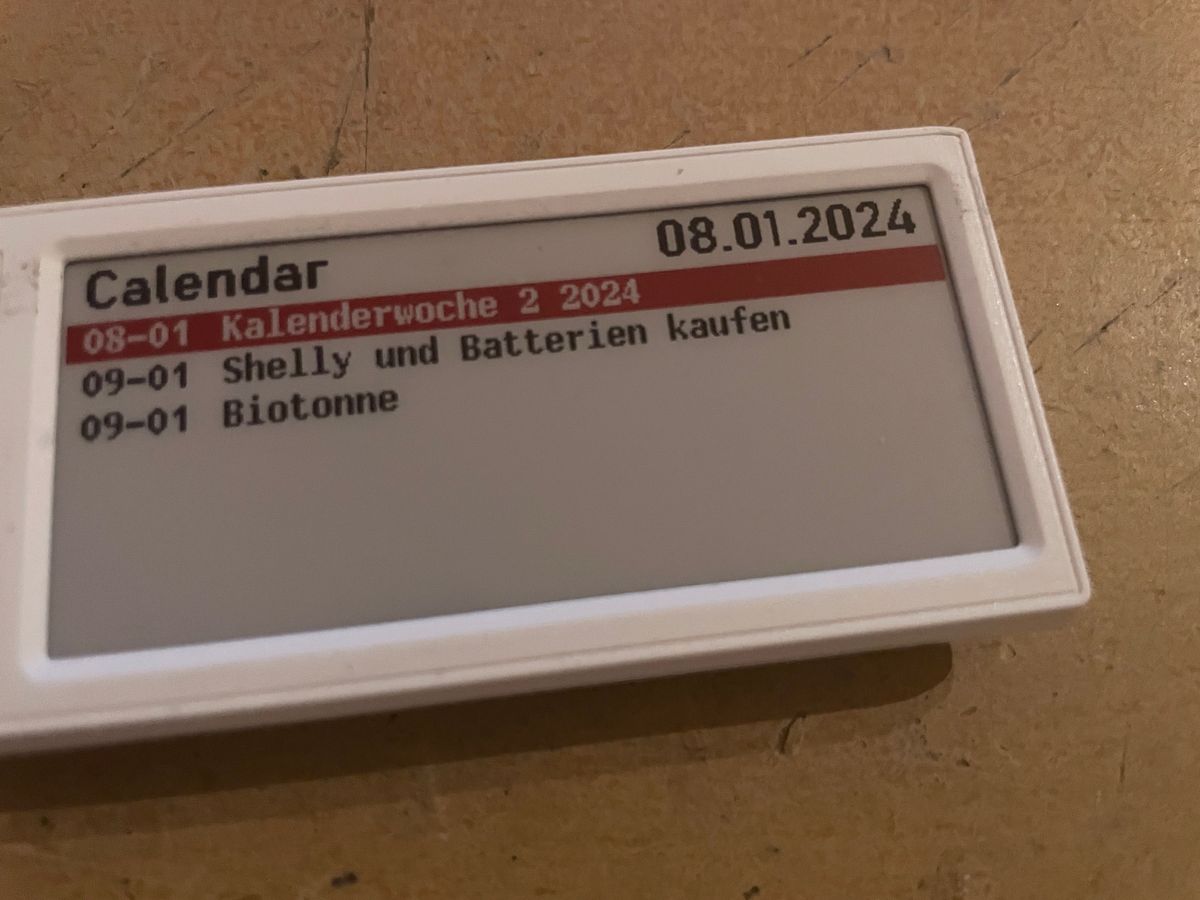 Calendar 08.01.2024
08-01 Kalenderwoche 2 2024
09-01 Shelly und Batterien kaufen
09-01 Biotonne